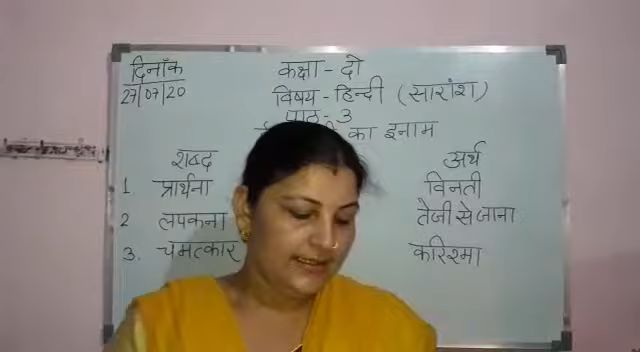 दिनाँक
27/07/20
कक्षा - दो
विषय - हिन्दी (सारांश)
पाठ - 3
का इनाम
शब्द अर्थ
1. प्रार्थना विनती
2 लपकना तेजी से जाना
3. चमत्कार करिश्मा